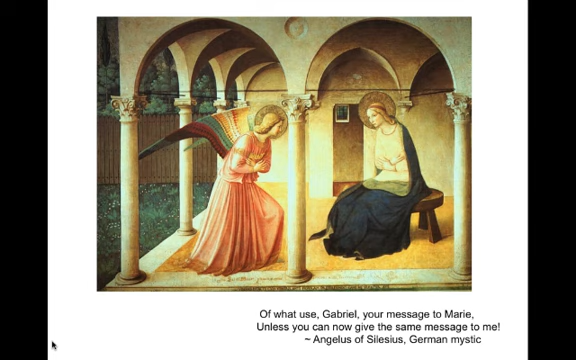 Of what use, Gabriel, your message to Marie,
Unless you can now give the same message to me!
~ Angelus of Silesius, German mystic